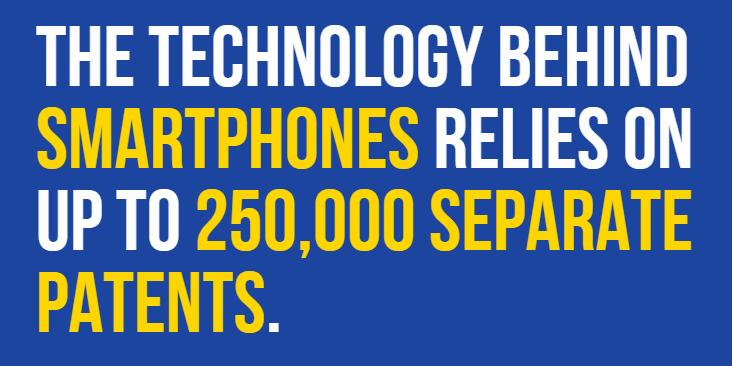 THE TECHNOLOGY BEHIND
SMARTPHONES RELIES ON
UP TO 250,000 SEPARATE
PATENTS.